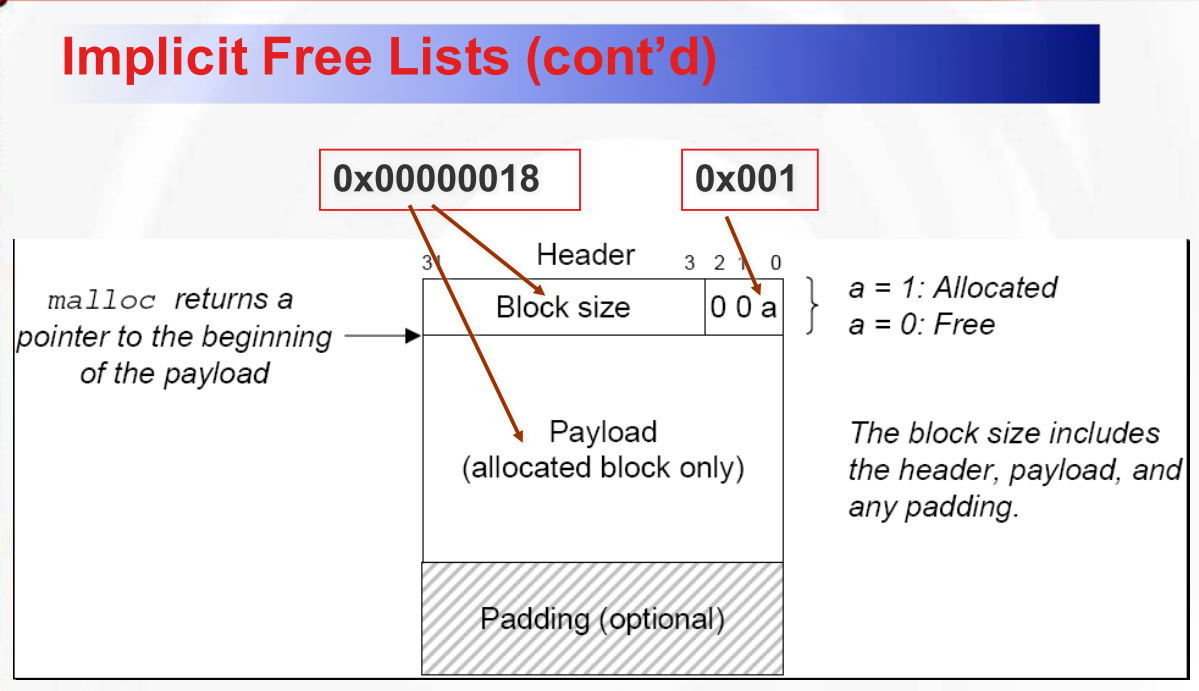 Implicit Free Lists (cont’d)
0x00000018
0x001
Header
31
3 2 1 0
malloc returns a
pointer to the beginning
of the payload
Block size
0 0 a
a = 1: Allocated
a = 0: Free
Payload
(allocated block only)
The block size includes
the header, payload, and
any padding.
Padding (optional)